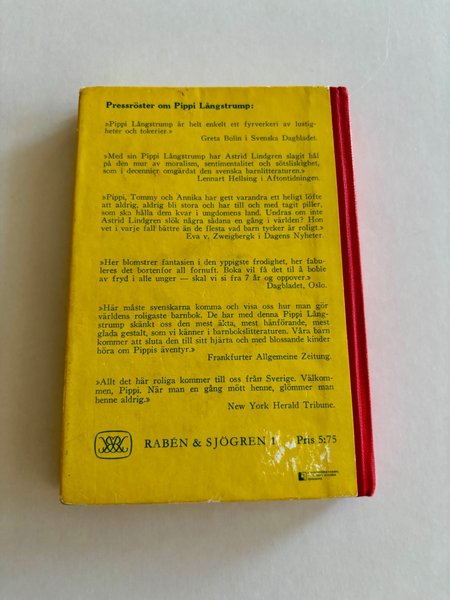 Pressröster om Pippi Långstrump:
»Pippi Långstrump är helt enkelt ett fyrverkeri av lustig-
heter och tokerier.»
Greta Bolin i Svenska Dagbladet.
»Med sin Pippi Långstrump har Astrid Lindgren slagit hål
på den mur av moralism, sentimentalitet och sötsliskighet,
som i decennier omgärdat den svenska barnlitteraturen.»
Lennart Hellsing i Aftontidningen.
»Pippi, Tommy och Annika har gest varandra ett heligt löfte
att aldrig, aldrig bli stora och har till och med tagit piller,
som ska hålla dem kvar i ungdomens land. Undras om inte
Astrid Lindgren slök några sådana en gång i världen? Hon
vet i varje fall bättre än de flesta vad barn tycker är roligt.»
Eva v. Zweigbergk i Dagens Nyheter.
»Her blomstrer fantasien i den yppigste frodighet, her fabu-
leres det bortenfor all fornuft. Boka vil få det til å boble
av fryd i alle unger — skal vi si fra 7 år og oppover.»
Dagbladet, Oslo.
»Här måste svenskarna komma och visa oss hur man gör
världens roligaste barnbok. De har med denna Pippi Lång-
strump skänkt oss den mest äkta, mest hänförande, mest
glada gestalt, som vi känner i barnbokslitteraturen. Våra barn
kommer att sluta den till sitt hjärta och med blossande kinder
höra om Pippis äventyr.»
Frankfurter Allgemeine Zeitung.
»Allt det här roliga kommer till oss från Sverige. Välkom-
men, Pippi. När man en gång mött henne, glömmer man
henne aldrig.»
New York Herald Tribune.
RABÉN & SJÖGREN Pris 5:75